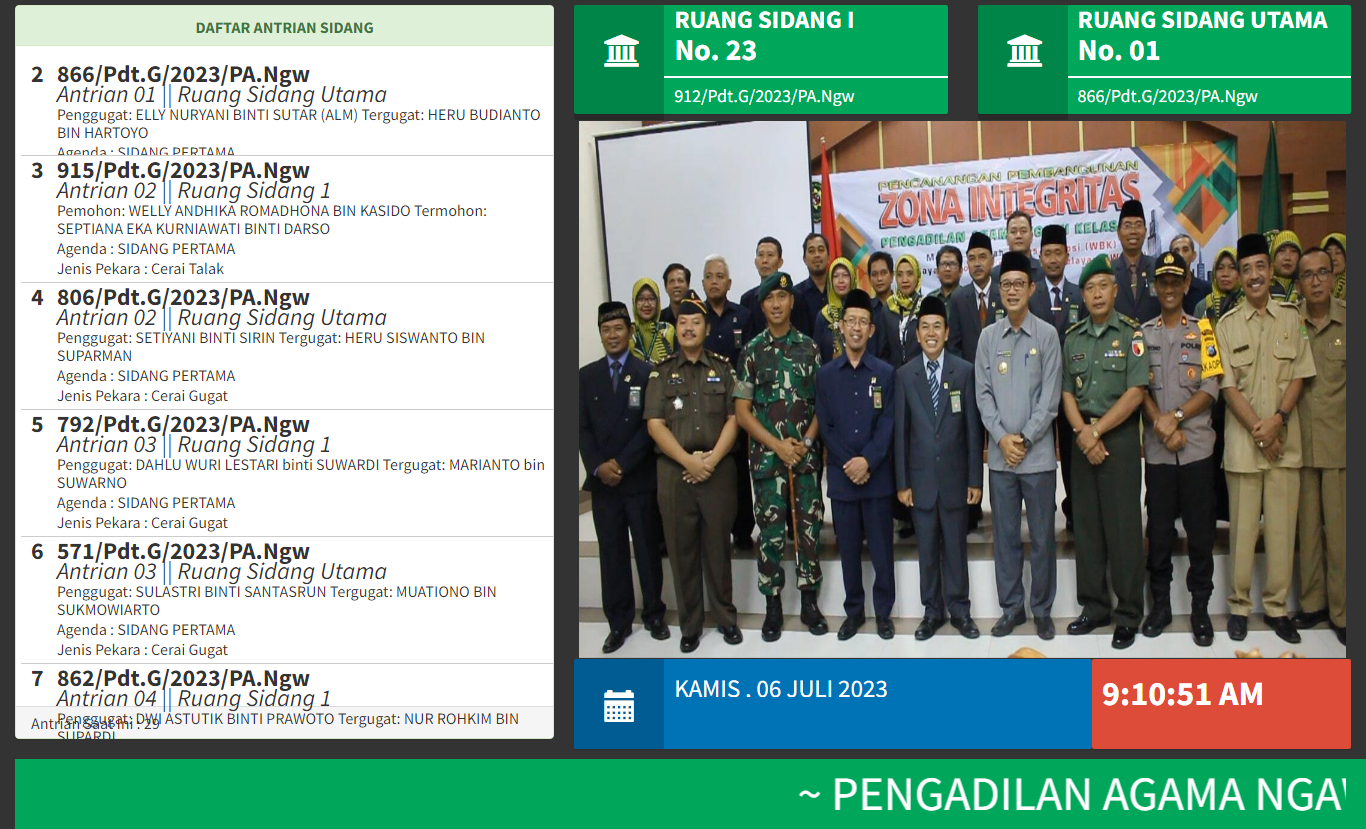 DAFTAR ANTRIAN SIDANG
2 866/Pdt.G/2023/PA.Ngw
Antrian 01 || Ruang Sidang Utama
Penggugat: ELLY NURYANI BINTI SUTAR (ALM) Tergugat: HERU BUDIANTO
BIN HARTOYO
Agenda : SIDANG PERTAMA
3 915/Pdt.G/2023/PA.Ngw
Antrian 02 || Ruang Sidang 1
Pemohon: WELLY ANDHIKA ROMADHONA BIN KASIDO Termohon:
SEPTIANA EKA KURNIAWATI BINTI DARSO
Agenda : SIDANG PERTAMA
Jenis Pekara : Cerai Talak
4 806/Pdt.G/2023/PA.Ngw
Antrian 02 || Ruang Sidang Utama
Penggugat: SETIYANI BINTI SIRIN Tergugat: HERU SISWANTO BIN
SUPARMAN
Agenda : SIDANG PERTAMA
Jenis Pekara : Cerai Gugat
5 792/Pdt.G/2023/PA.Ngw
Antrian 03 || Ruang Sidang 1
Penggugat: DAHLU WURI LESTARI binti SUWARDI Tergugat: MARIANTO bin
SUWARNO
Agenda : SIDANG PERTAMA
Jenis Pekara : Cerai Gugat
6 571/Pdt.G/2023/PA.Ngw
Antrian 03 || Ruang Sidang Utama
Penggugat: SULASTRI BINTI SANTASRUN Tergugat: MUATIONO BIN
SUKMOWIARTO
Agenda : SIDANG PERTAMA
Jenis Pekara : Cerai Gugat
7 862/Pdt.G/2023/PA.Ngw
Antrian 04 || Ruang Sidang 1
Penggugat: DWI ASTUTIK BINTI PRAWOTO Tergugat: NUR ROHKIM BIN
SUPARDI
Antrian Saat Ini : 29
RUANG SIDANG I
No. 23
912/Pdt.G/2023/PA.Ngw
RUANG SIDANG UTAMA
No. 01
866/Pdt.G/2023/PA.Ngw
PENCANANGAN PEMBANGUNAN
ZONA INTEGRITAS
PENGADILAN AGAMA KELAS
(WBK)
KAMIS . 06 JULI 2023
9:10:51 AM
~ PENGADILAN AGAMA NGA